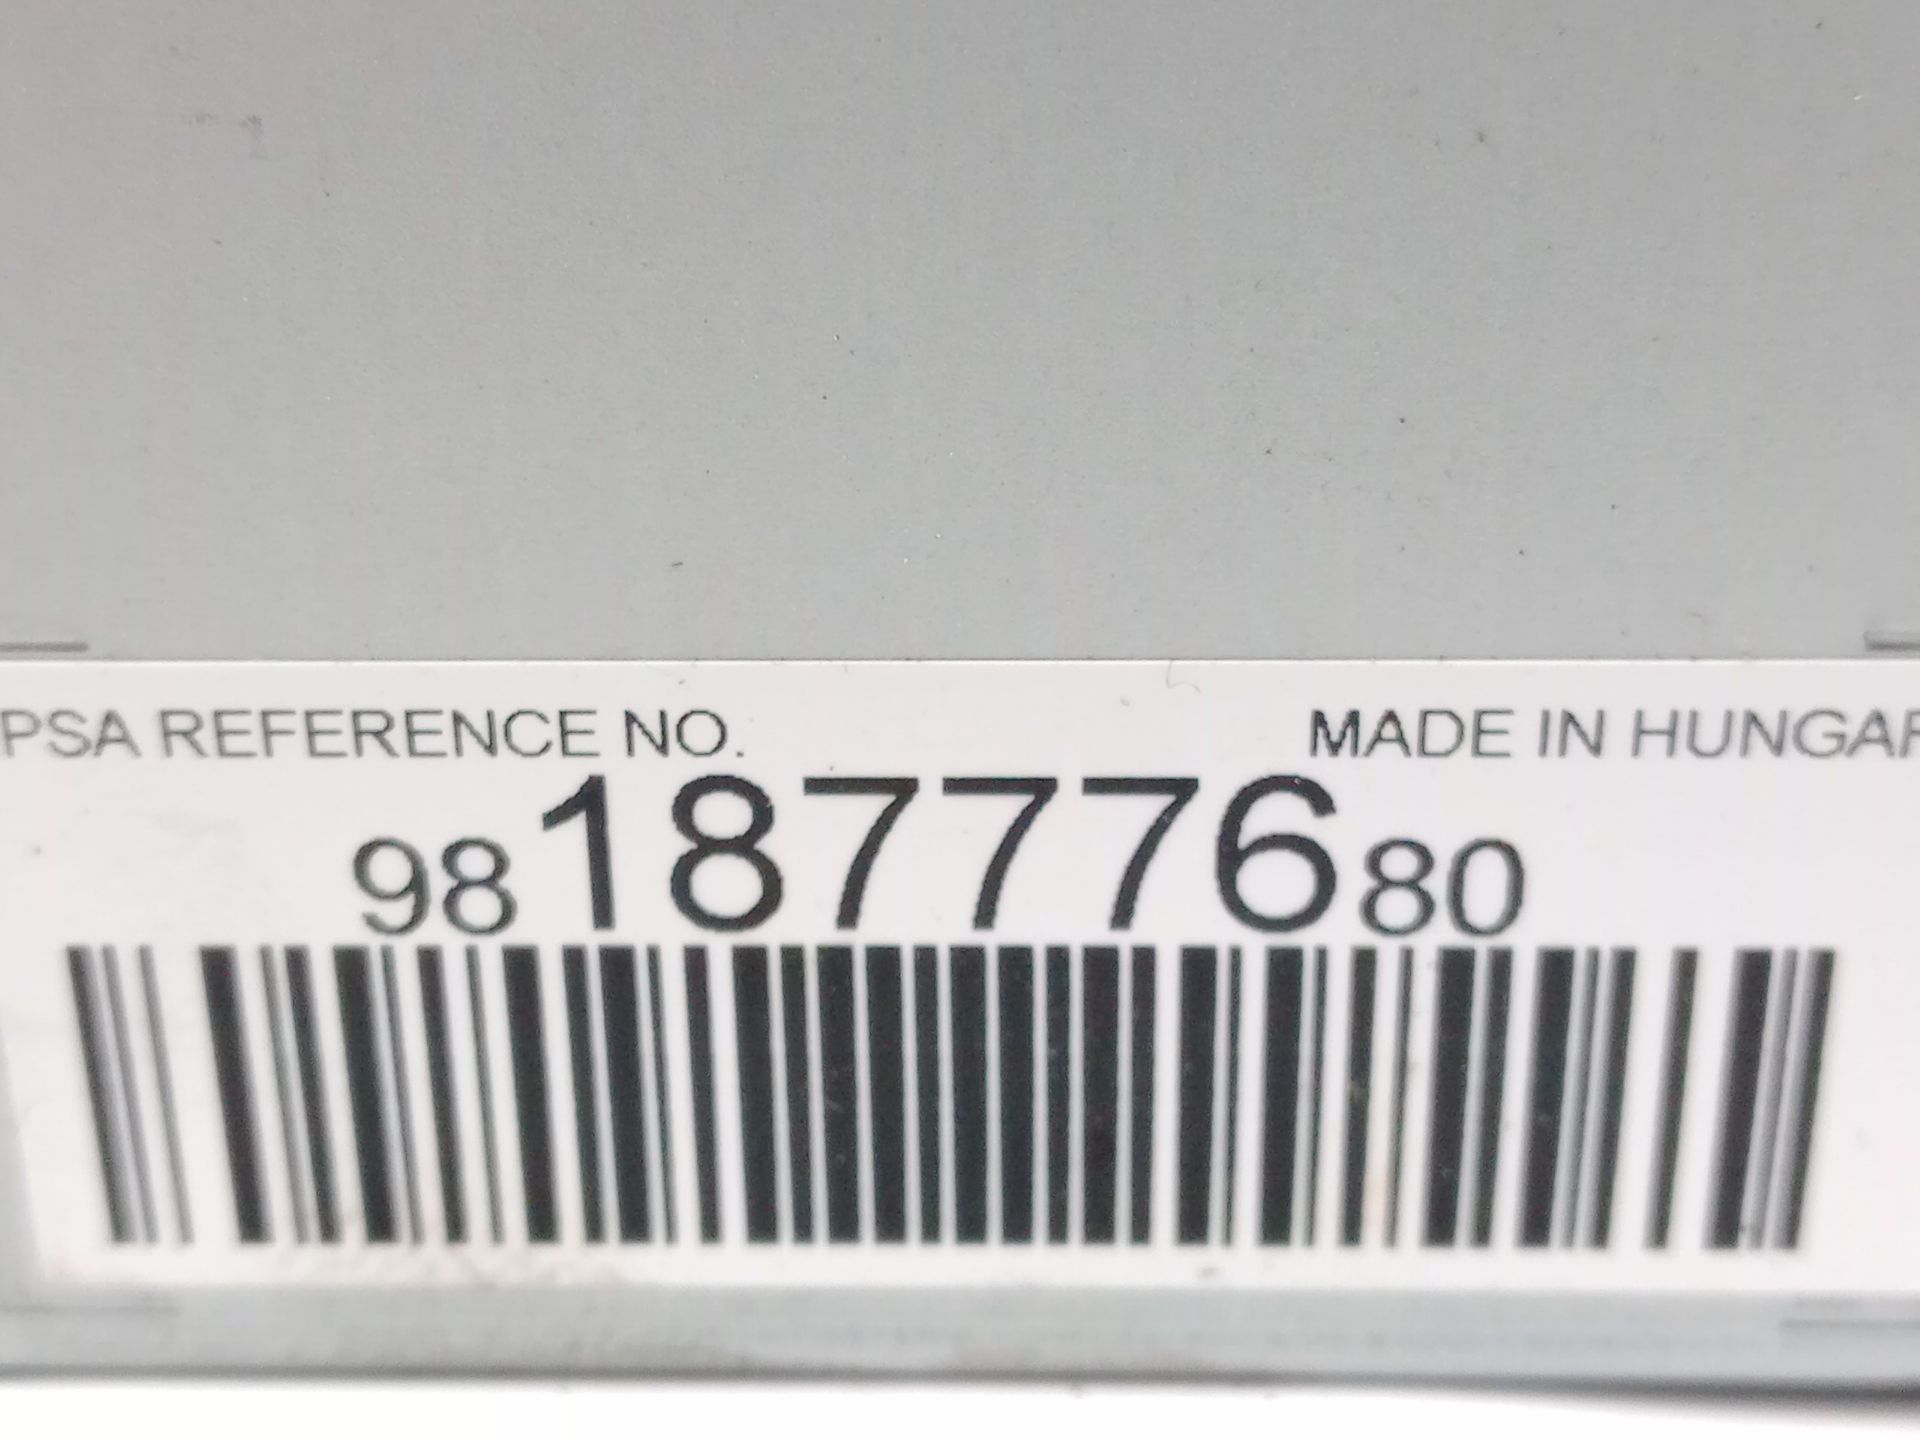 PSA REFERENCE NO. MADE IN HUNGAR
9818777680